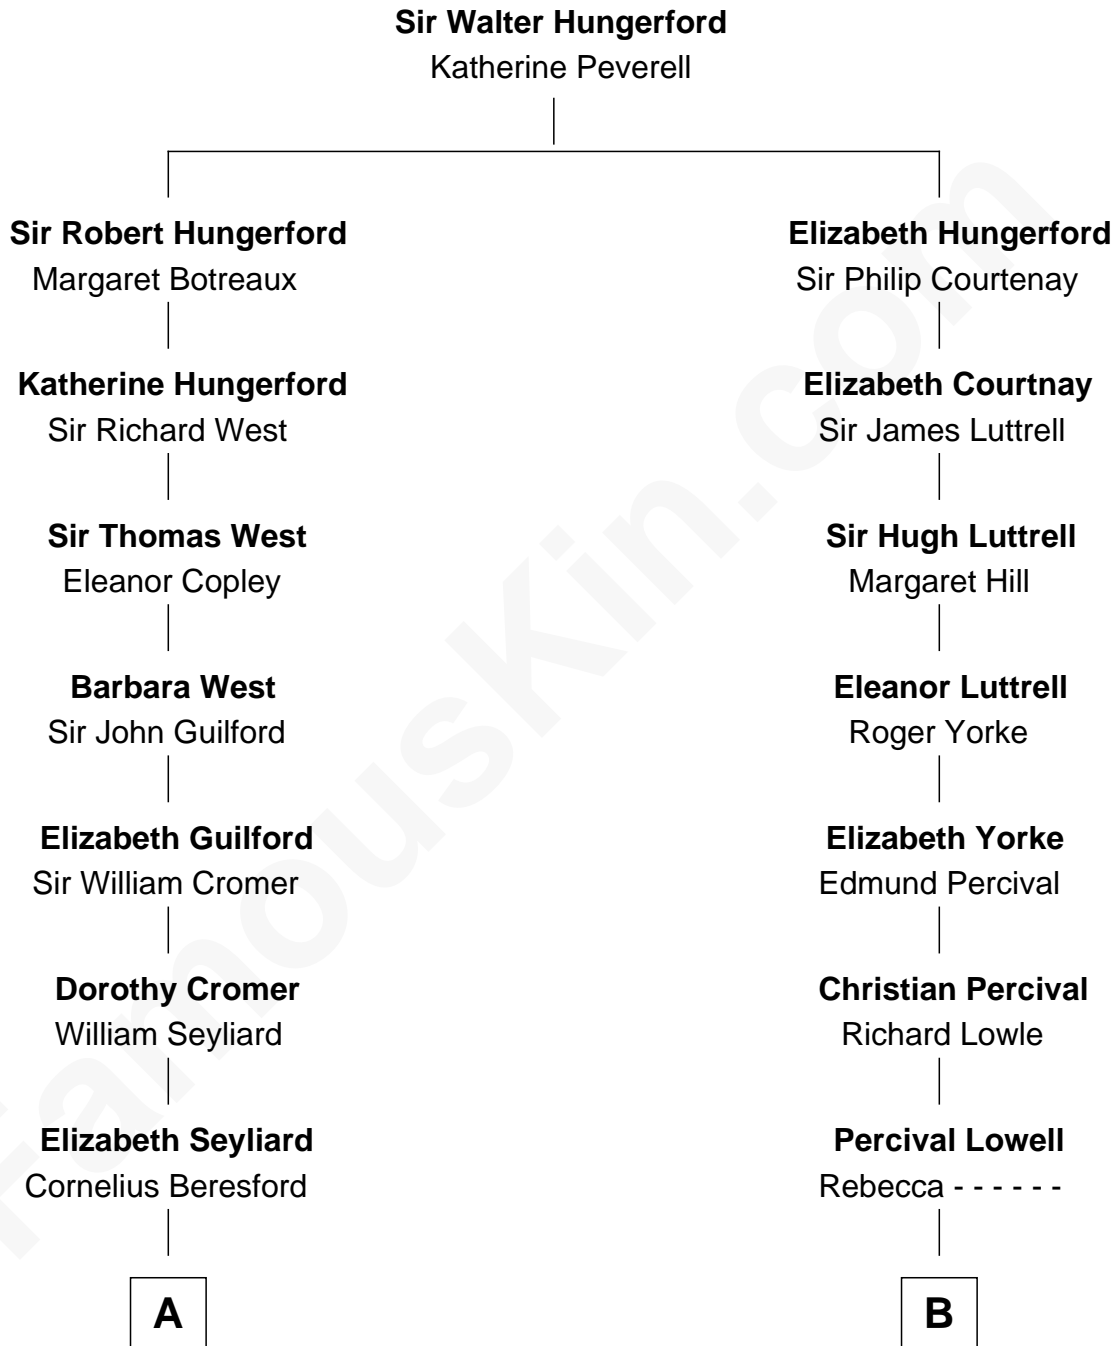 Sir Walter Hungerford
Katherine Peverell
Sir Robert Hungerford
Margaret Botreaux
Elizabeth Hungerford
Sir Philip Courtenay
Katherine Hungerford
Sir Richard West
Elizabeth Courtnay
Sir James Luttrell
Sir Thomas West
Eleanor Copley
Sir Hugh Luttrell
Margaret Hill
Barbara West
Sir John Guilford
Eleanor Luttrell
Roger Yorke
Elizabeth Guilford
Sir William Cromer
Elizabeth Yorke
Edmund Percival
Dorothy Cromer
William Seyliard
Christian Percival
Richard Lowle
Elizabeth Seyliard
Cornelius Beresford
Percival Lowell
Rebecca - - - - - -
A
B
FamousKin.com